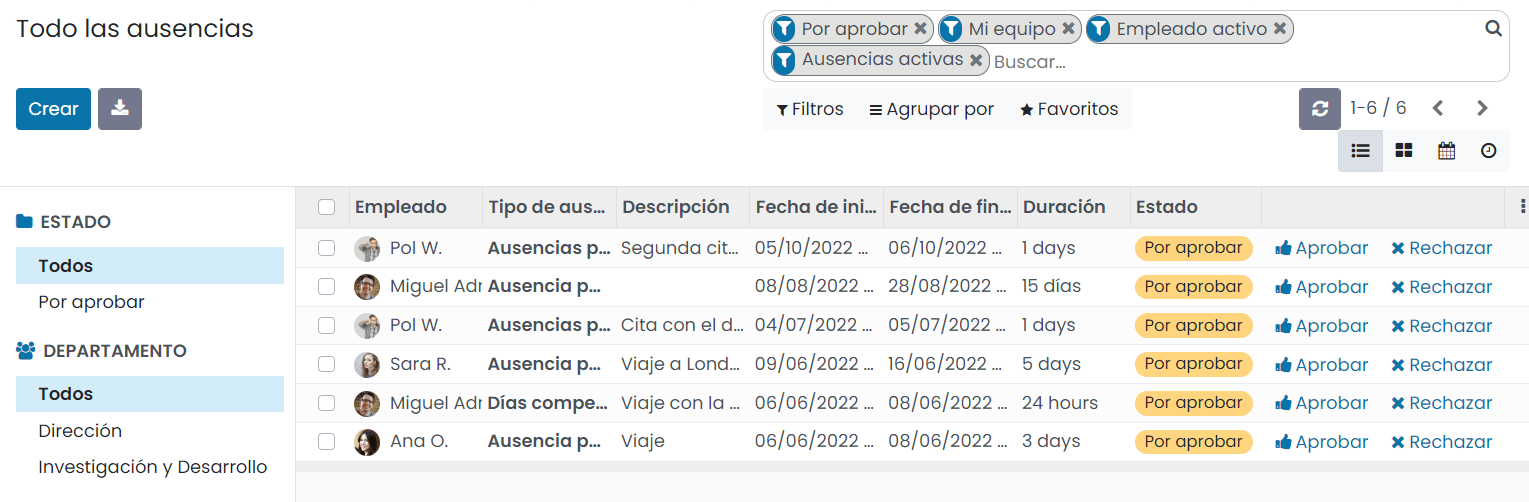 Todo las ausencias
Por aprobar Mi equipo Empleado activo
Ausencias activas Buscar...
Crear
Filtros Agrupar por Favoritos
1-6 / 6
ESTADO
Todos
Por aprobar
DEPARTAMENTO
Todos
Dirección
Investigación y Desarrollo
Empleado Tipo de aus... Descripción Fecha de ini... Fecha de fin... Duración Estado
Pol W. Ausencias p... Segunda cit... 05/10/2022 ... 06/10/2022 ... 1 days Por aprobar Aprobar Rechazar
Miguel Adr Ausencia p... 08/08/2022 ... 28/08/2022 ... 15 días Por aprobar Aprobar Rechazar
Pol W. Ausencias p... Cita con el d... 04/07/2022 ... 05/07/2022 ... 1 days Por aprobar Aprobar Rechazar
Sara R. Ausencia p... Viaje a Lond... 09/06/2022 ... 16/06/2022 ... 5 days Por aprobar Aprobar Rechazar
Miguel Adr Días compe... Viaje con la ... 06/06/2022 ... 08/06/2022 ... 24 hours Por aprobar Aprobar Rechazar
Ana O. Ausencia p... Viaje 06/06/2022 ... 08/06/2022 ... 3 days Por aprobar Aprobar Rechazar